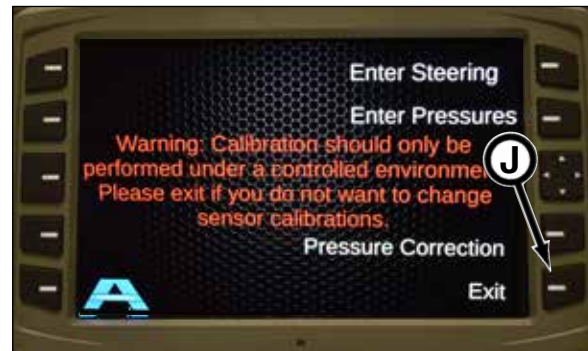 Enter Steering
Enter Pressures
Warning: Calibration should only be
performed under a controlled environmen
Please exit if you do not want to change
sensor calibrations.
Pressure Correction
Exit
J